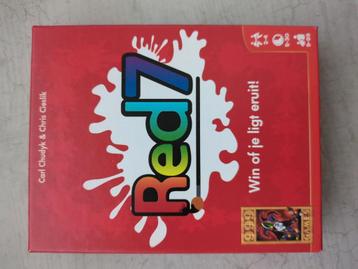 Carl Chudyk & Chris Cieslik
Red7
Win of je ligt eruit!
999
GAMES